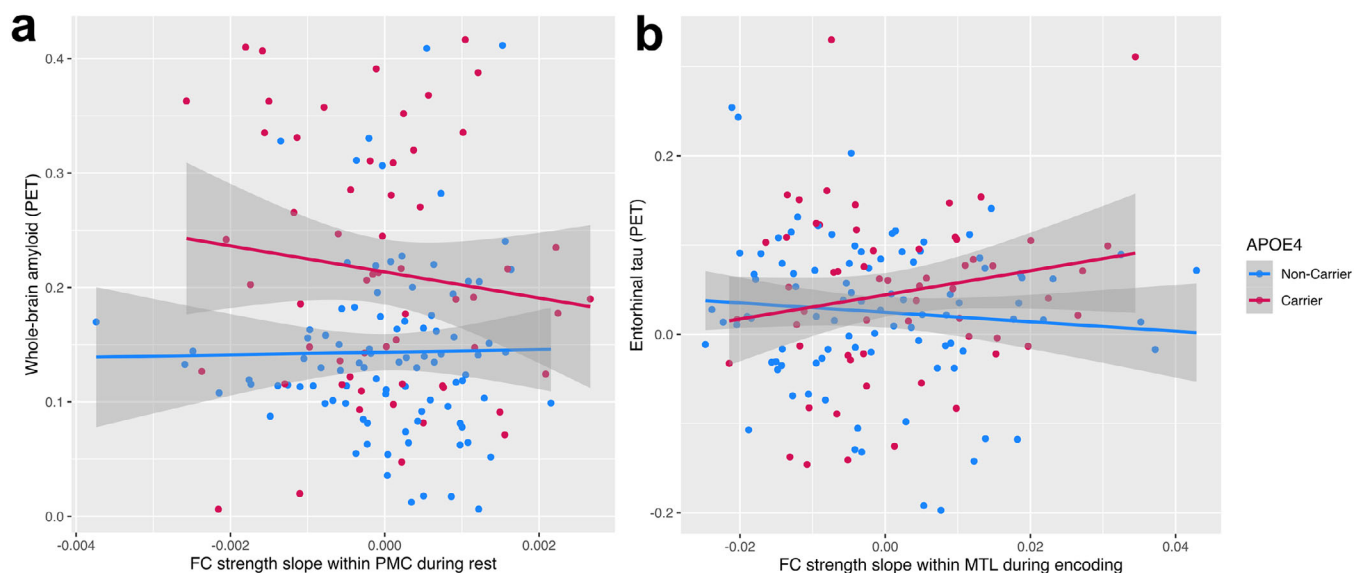 a
Whole-brain amyloid (PET)
0.4
0.3
0.2
0.1
0.0
-0.004
-0.002
0.000
0.002
FC strength slope within PMC during rest
b
Entorhinal tau (PET)
0.2
0.0
-0.2
-0.02
0.00
0.02
0.04
FC strength slope within MTL during encoding
APOE4
Non-Carrier
Carrier